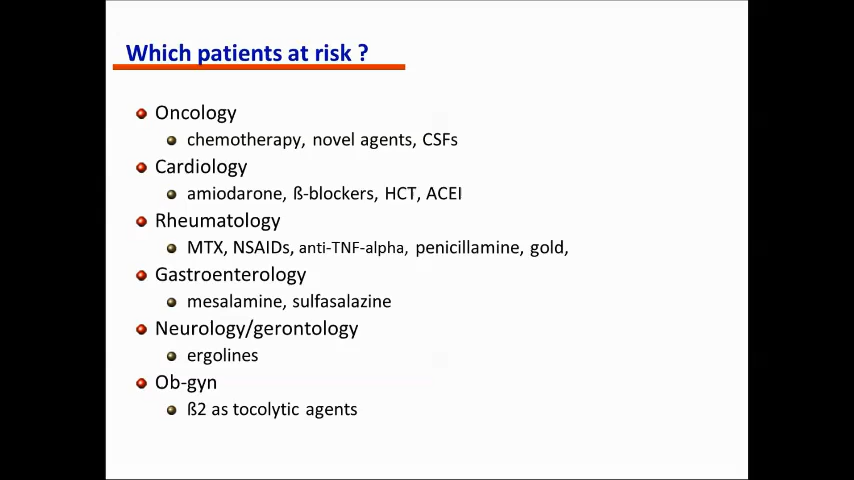 Which patients at risk ?
Oncology
chemotherapy, novel agents, CSFs
Cardiology
amiodarone, ß-blockers, HCT, ACEI
Rheumatology
MTX, NSAIDs, anti-TNF-alpha, penicillamine, gold,
Gastroenterology
mesalamine, sulfasalazine
Neurology/gerontology
ergolines
Ob-gyn
ß2 as tocolytic agents